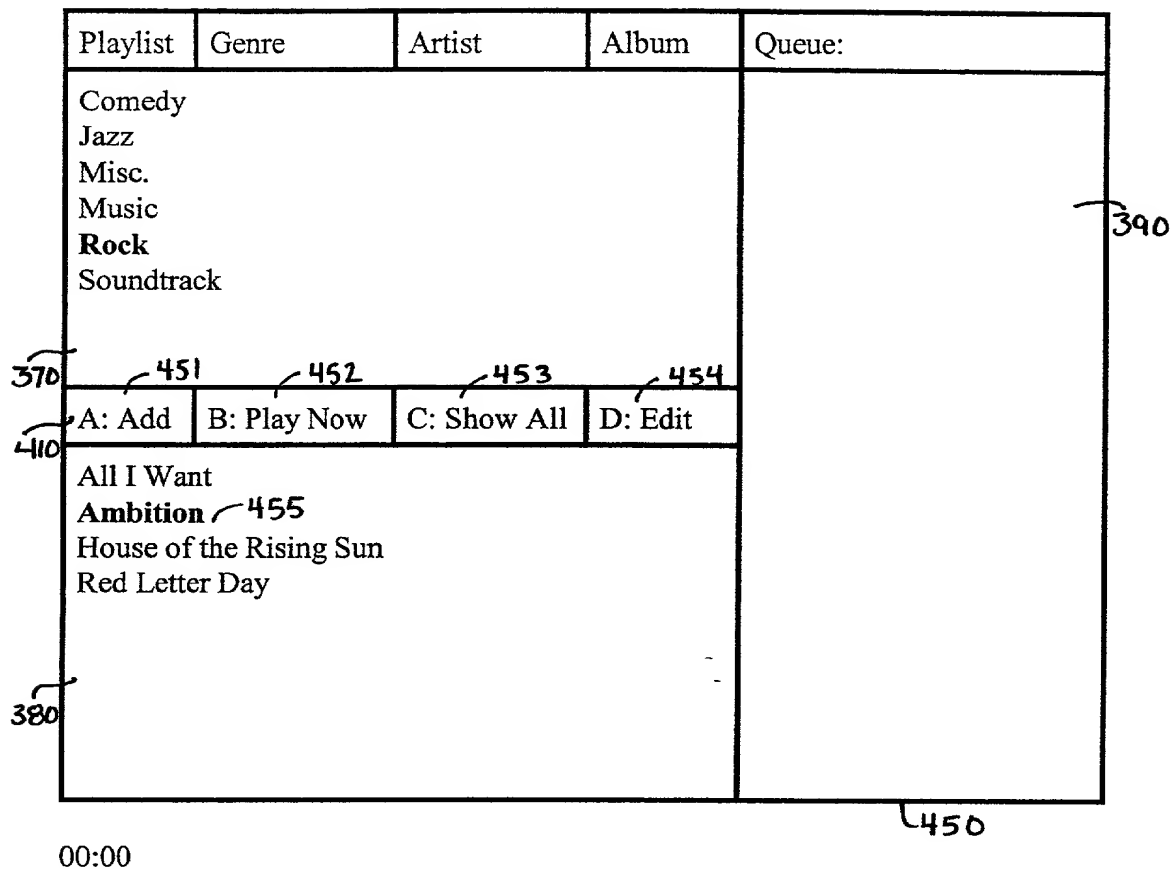 Playlist Genre Artist Album Queue:
Comedy
Jazz
Misc.
Music
Rock
Soundtrack
390
370
451 452 453 454
A: Add B: Play Now C: Show All D: Edit
410
All I Want
Ambition 455
House of the Rising Sun
Red Letter Day
380
450
00:00